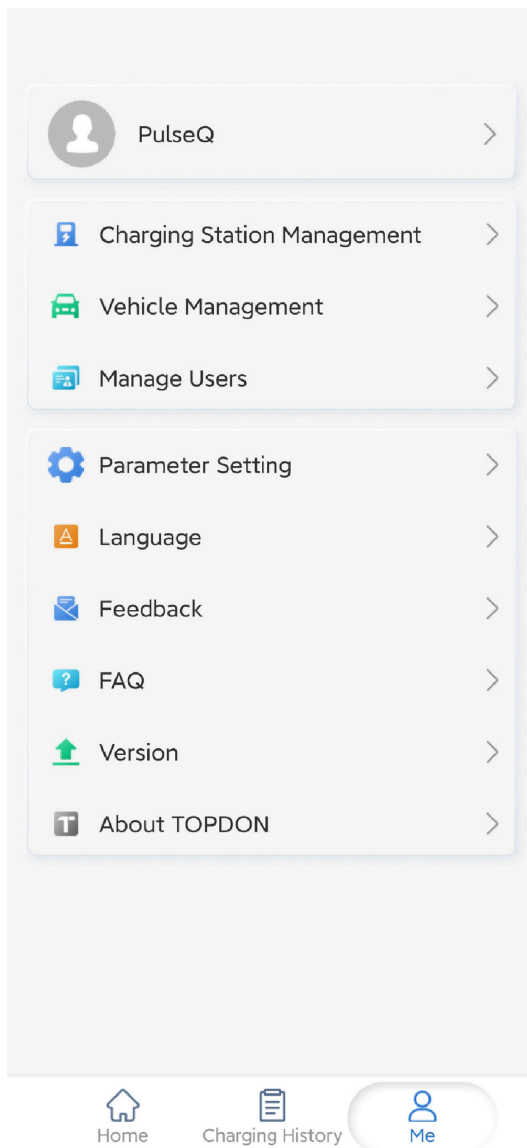 PulseQ
Charging Station Management
Vehicle Management
Manage Users
Parameter Setting
Language
Feedback
FAQ
Version
About TOPDON
Home
Charging History
Me